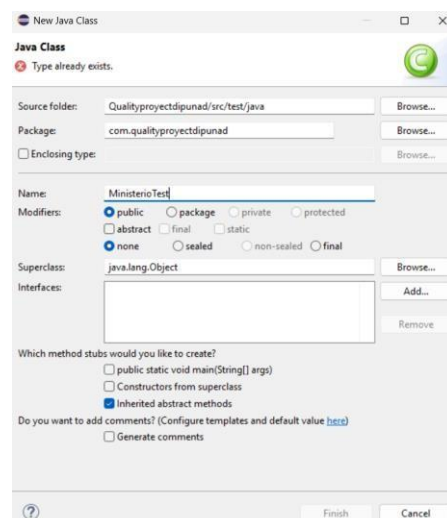 New Java Class
Java Class
Type already exists.
Source folder: Qualityproyectdipunad/src/test/java Browse...
Package: com.qualityproyectdipunad Browse...
Enclosing type: Browse...
Name: MinisterioTest
Modifiers: public package private protected
abstract final static
none sealed non-sealed final
Superclass: java.lang.Object Browse...
Interfaces: Add...
Remove
Which method stubs would you like to create?
public static void main(String[] args)
Constructors from superclass
Inherited abstract methods
Do you want to add comments? (Configure templates and default value here)
Generate comments
? Finish Cancel